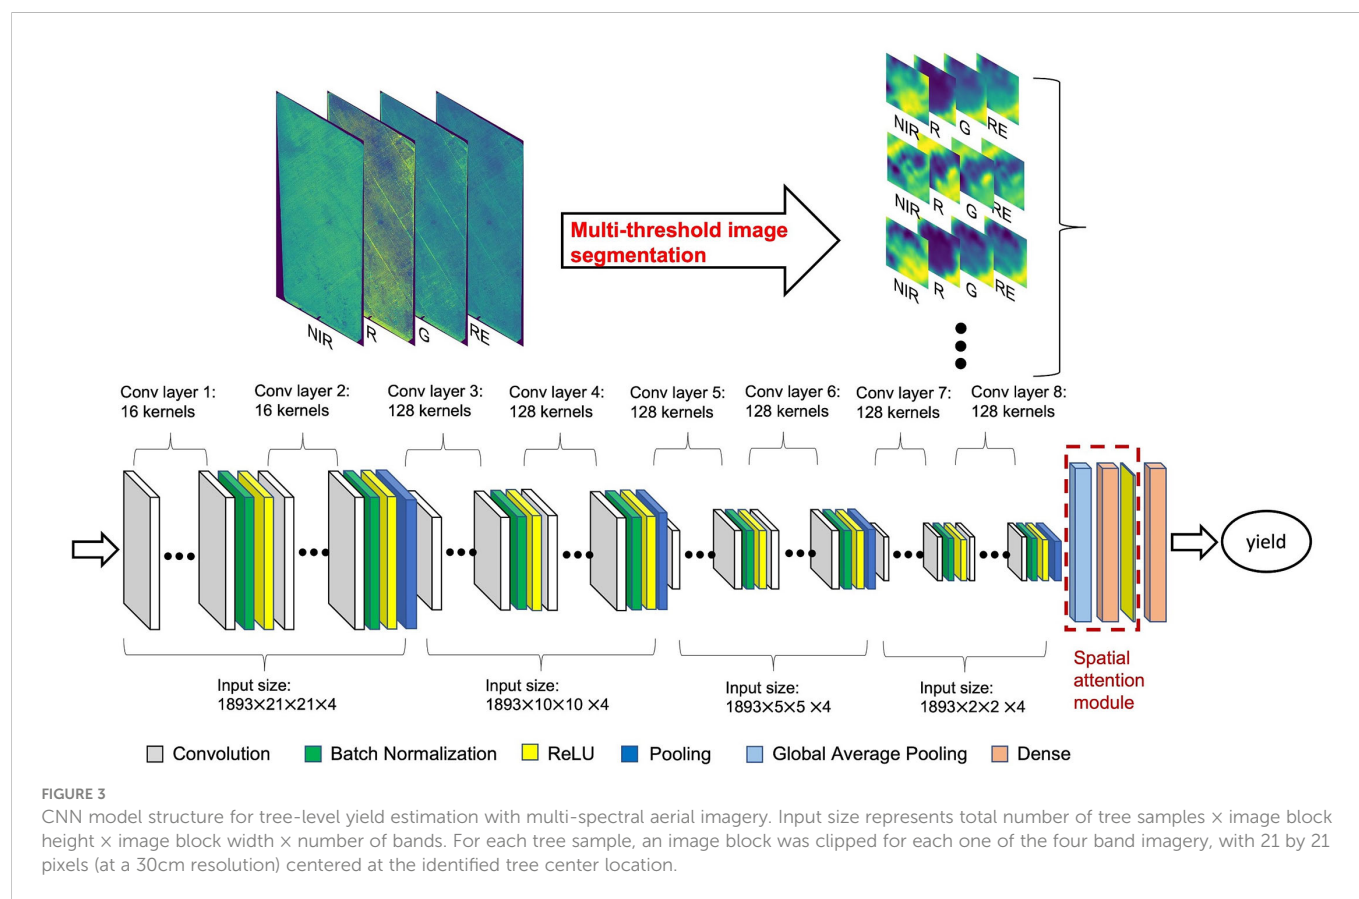 NIR R G RE
Multi-threshold image
segmentation
NIR R G RE
NIR R G RE
NIR R G RE
Conv layer 1:
16 kernels
Conv layer 2:
16 kernels
Conv layer 3:
128 kernels
Conv layer 4:
128 kernels
Conv layer 5:
128 kernels
Conv layer 6:
128 kernels
Conv layer 7:
128 kernels
Conv layer 8:
128 kernels
yield
Input size:
1893×21×21×4
Input size:
1893×10×10 ×4
Input size:
1893×5×5 ×4
Input size:
1893×2×2 ×4
Spatial
attention
module
Convolution
Batch Normalization
ReLU
Pooling
Global Average Pooling
Dense
FIGURE 3
CNN model structure for tree-level yield estimation with multi-spectral aerial imagery. Input size represents total number of tree samples × image block
height × image block width × number of bands. For each tree sample, an image block was clipped for each one of the four band imagery, with 21 by 21
pixels (at a 30cm resolution) centered at the identified tree center location.